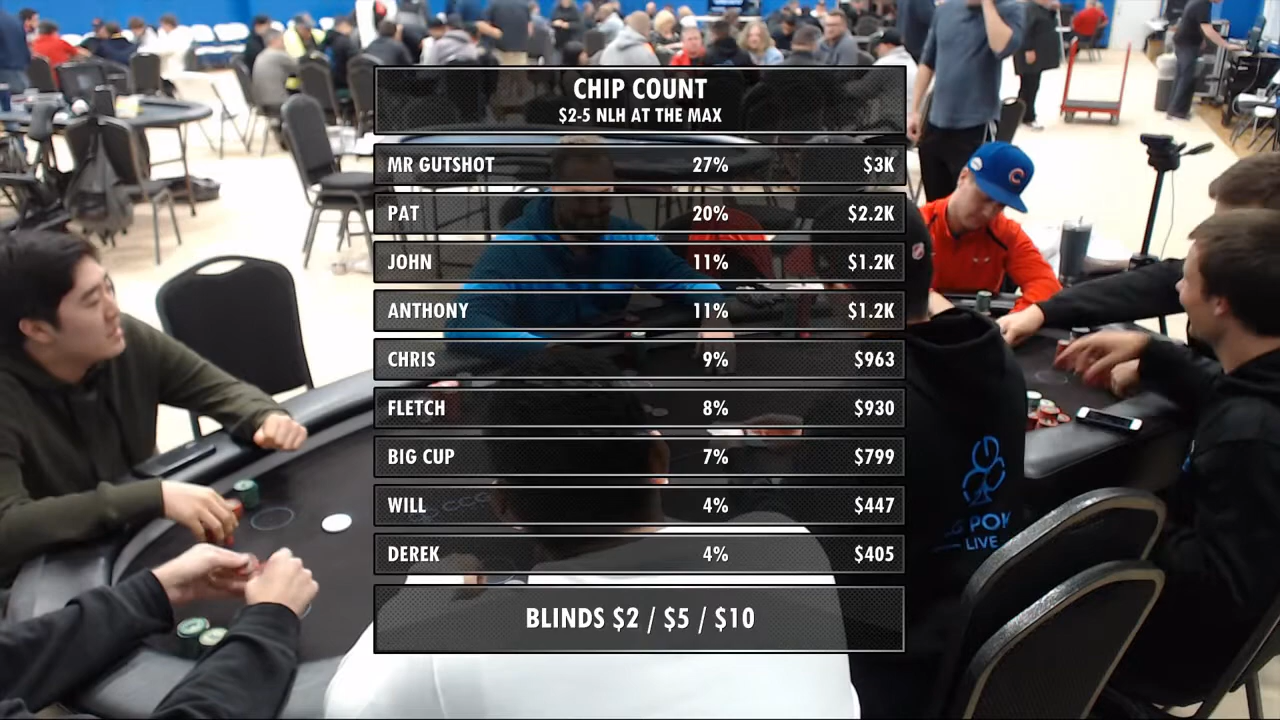 CHIP COUNT
$2-5 NLH AT THE MAX
MR GUTSHOT 27% $3K
PAT 20% $2.2K
JOHN 11% $1.2K
ANTHONY 11% $1.2K
CHRIS 9% $963
FLETCH 8% $930
BIG CUP 7% $799
WILL 4% $447
DEREK 4% $405
BLINDS $2 / $5 / $10
C
LIVE